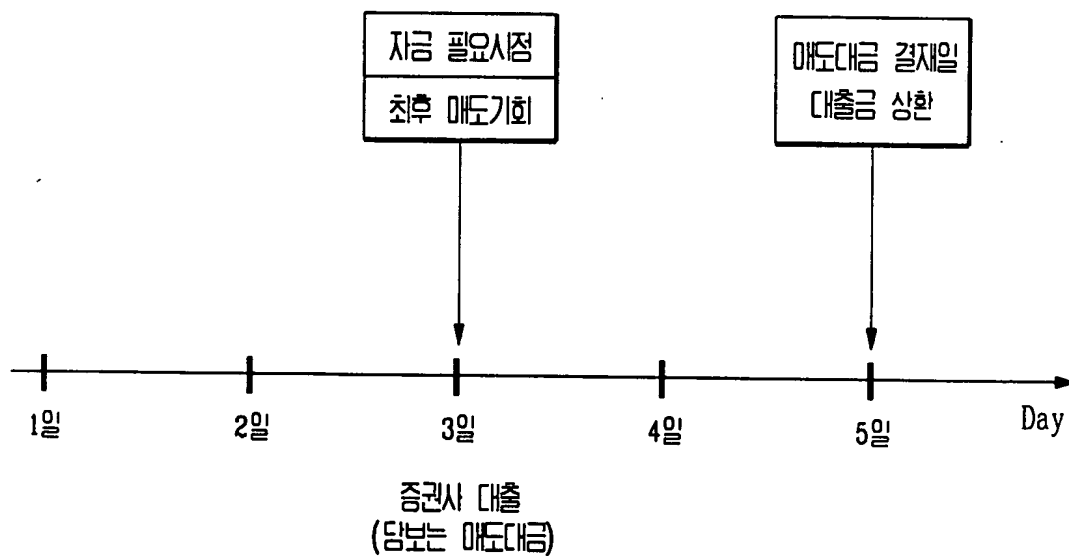 자금 필요시점
최후 매도기회
매도대금 결재일
대출금 상환
1일
2일
3일
4일
5일
Day
증권사 대출
(담보는 매도대금)